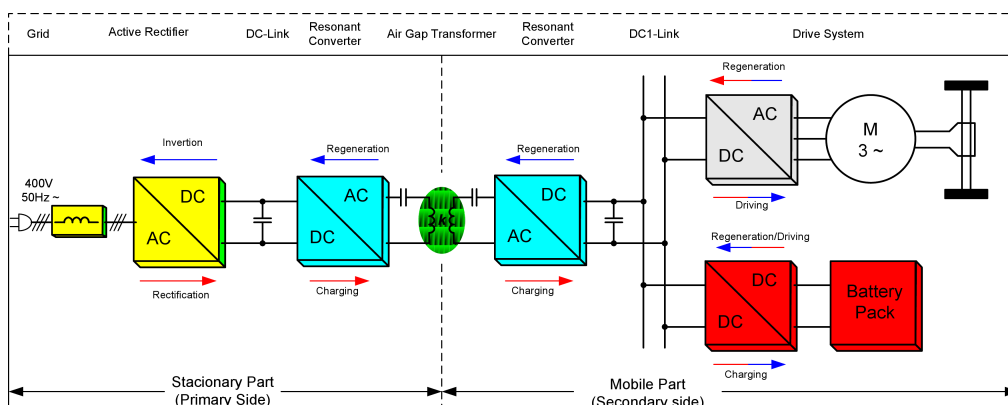 Grid
Active Rectifier
DC-Link
Resonant
Converter
Air Gap Transformer
Resonant
Converter
DC1-Link
Drive System
Regeneration
AC
DC
M
3 ~
Driving
Invertion
Regeneration
Regeneration
400V
50Hz ~
DC
AC
AC
DC
DC
AC
Rectification
Charging
Charging
Regeneration/Driving
DC
DC
Battery
Pack
Charging
Stacionary Part
(Primary Side)
Mobile Part
(Secondary side)